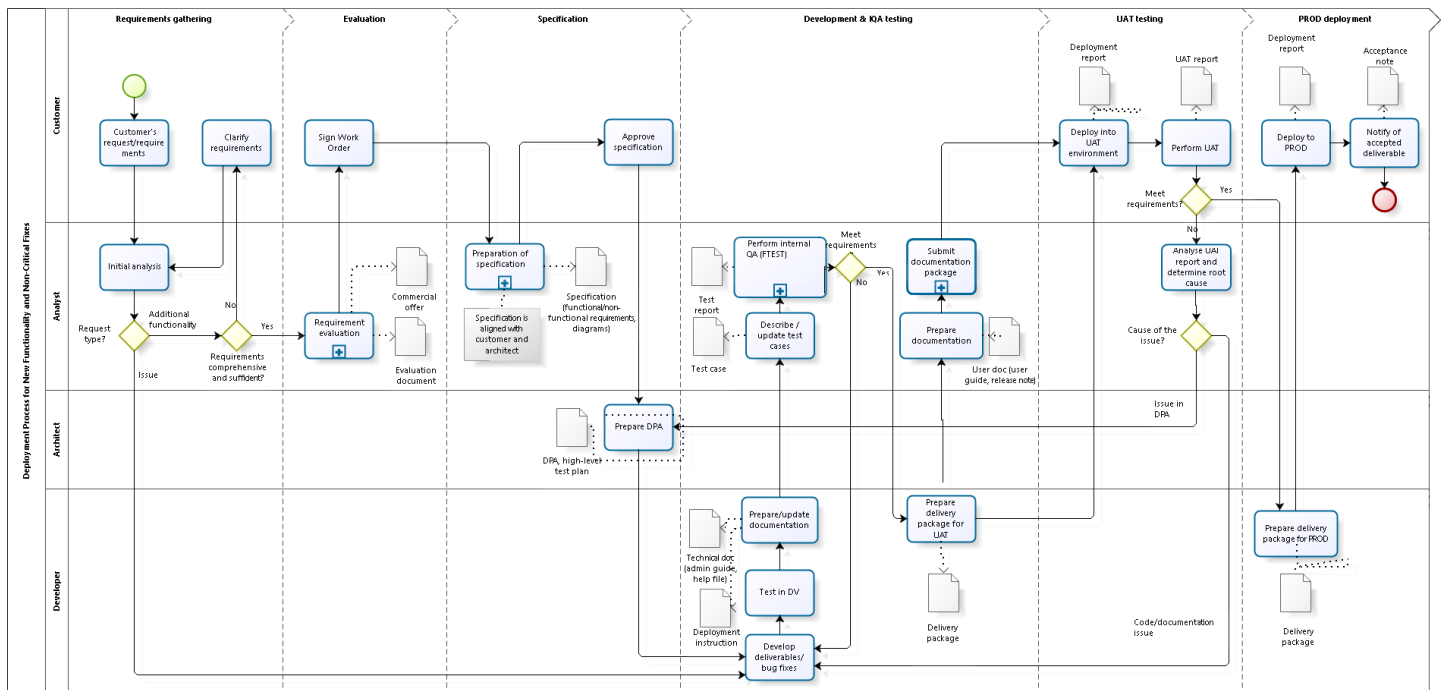 Deployment Process for New Functionality and Non-Critical Fixes
Requirements gathering
Evaluation
Specification
Development & IQA testing
UAT testing
PROD deployment
Customer
Customer's
request/require
ments
Clarify
requirements
Sign Work
Order
Approve
specification
Deployment
report
UAT report
Deploy into
UAT
environment
Perform UAT
Meet
requirements?
Yes
No
Deployment
report
Acceptance
note
Deploy to
PROD
Notify of
accepted
deliverable
Analyst
Initial analysis
Request
type?
Additional
functionality
Issue
No
Yes
Requirements
comprehensive
and sufficient?
Requirement
evaluation
Commercial
offer
Evaluation
document
Preparation of
specification
Specification is
aligned with
customer and
architect
Specification
(functional/non-
functional requirements,
diagrams)
Perform internal
QA (FTEST)
Test
report
Describe /
update test
cases
Test case
Meet
requirements
Yes
No
Submit
documentation
package
Prepare
documentation
User doc (user
guide, release note)
Analyse UAT
report and
determine root
cause
Cause of the
issue?
Architect
Prepare DPA
DPA, high-level
test plan
Issue in
DPA
Developer
Prepare/update
documentation
Technical doc
(admin guide,
help file)
Test in DV
Deployment
instruction
Develop
deliverables/
bug fixes
Prepare
delivery
package for
UAT
Delivery
package
Code/documentation
issue
Prepare delivery
package for PROD
Delivery
package